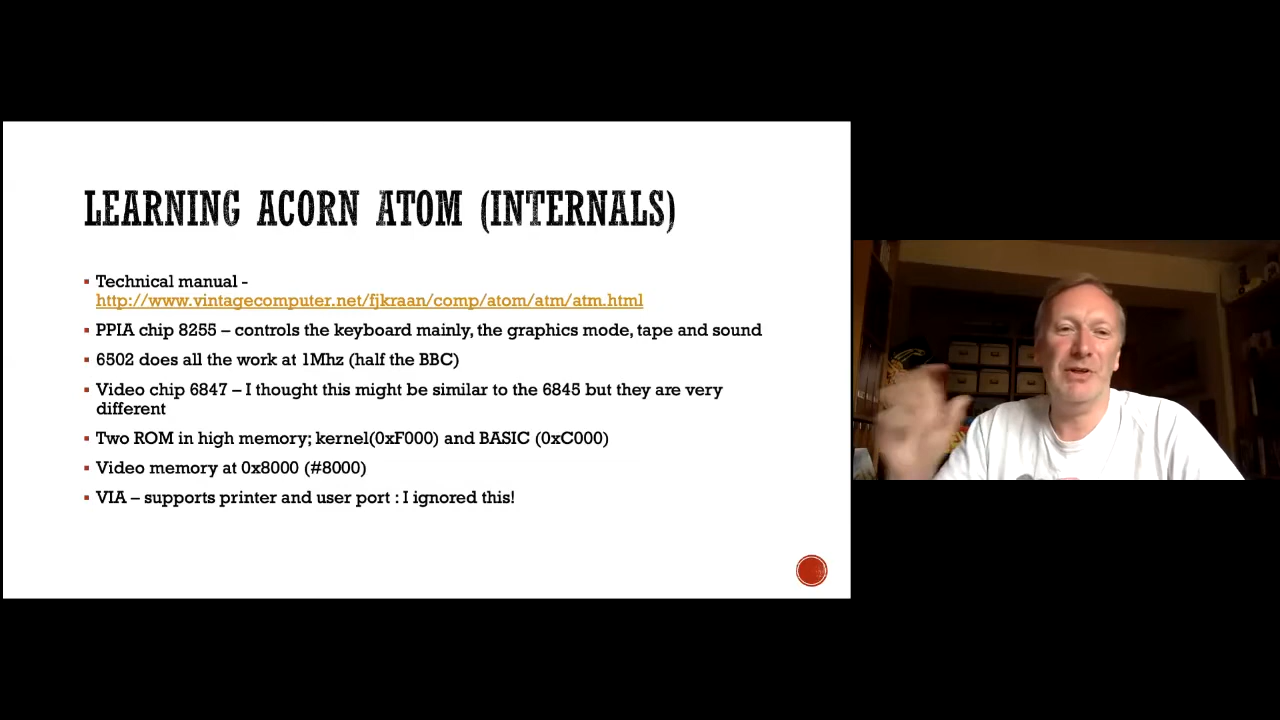 LEARNING ACORN ATOM (INTERNALS)
Technical manual -
http://www.vintagecomputer.net/fjkraan/comp/atom/atm/atm.html
PPIA chip 8255 – controls the keyboard mainly, the graphics mode, tape and sound
6502 does all the work at 1Mhz (half the BBC)
Video chip 6847 – I thought this might be similar to the 6845 but they are very
different
Two ROM in high memory; kernel(0xF000) and BASIC (0xC000)
Video memory at 0x8000 (#8000)
VIA – supports printer and user port : I ignored this!